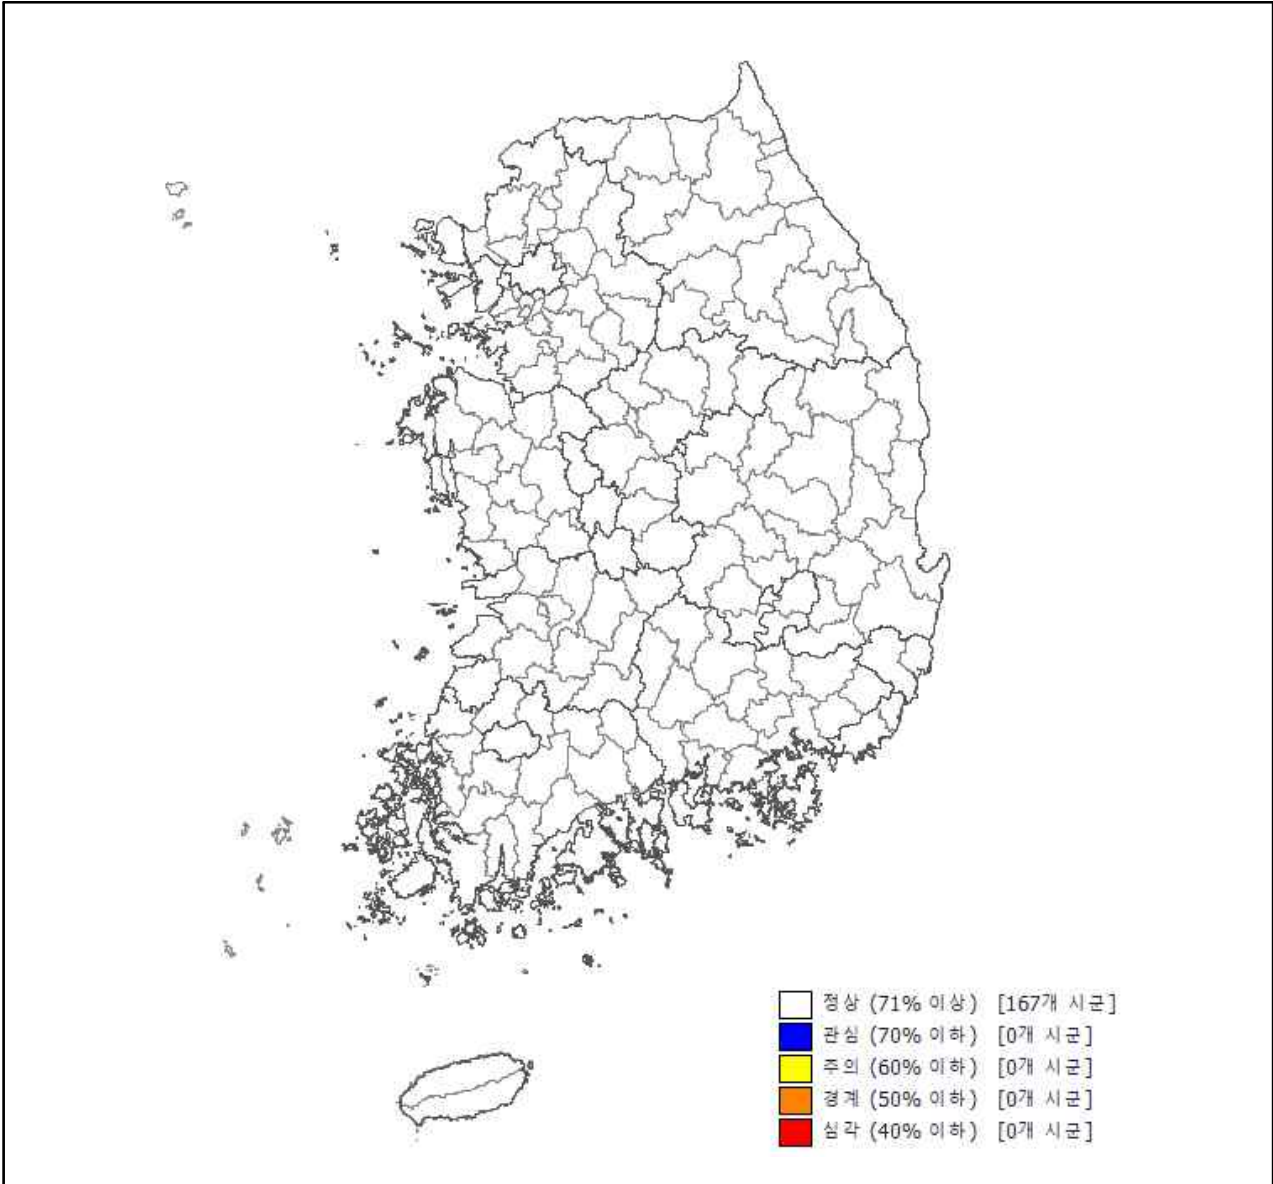 정상 (71% 이상) [167개 시군]
관심 (70% 이하) [0개 시군]
주의 (60% 이하) [0개 시군]
경계 (50% 이하) [0개 시군]
심각 (40% 이하) [0개 시군]